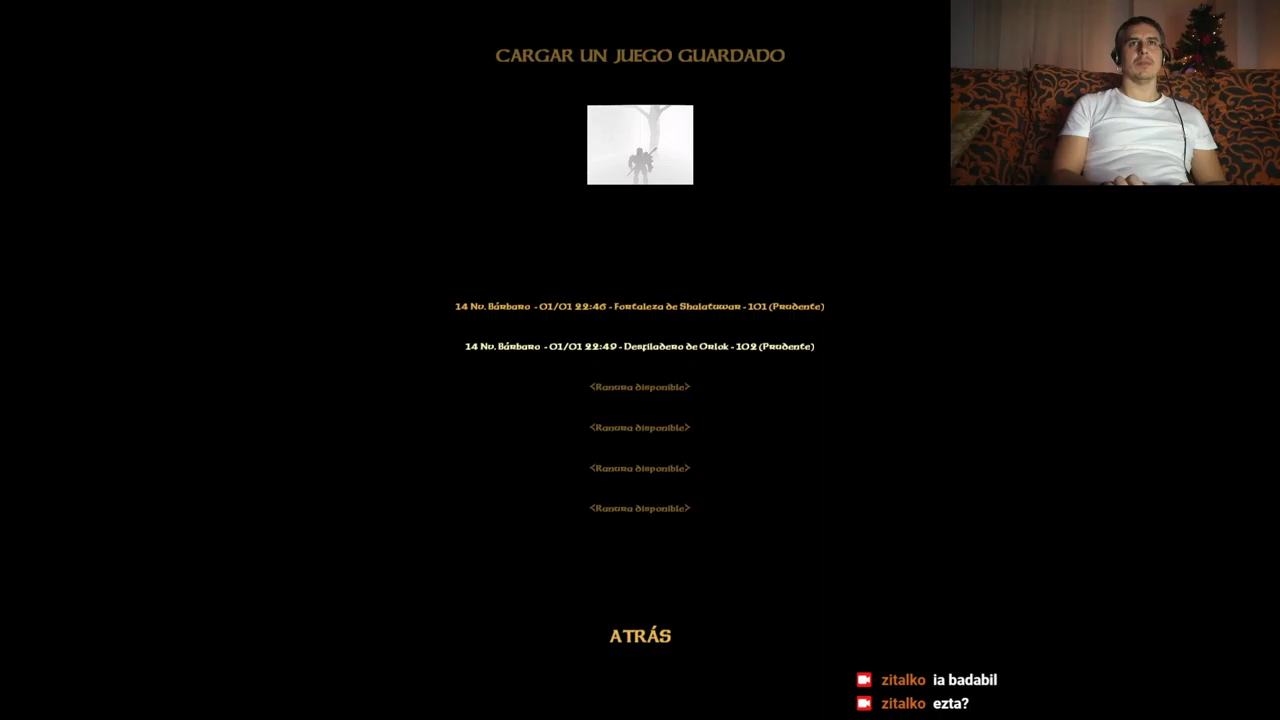 CARGAR UN JUEGO GUARDADO
14 Nv. Bárbaro - 01/01 22:46 - Fortaleza de Shalatuwar - 101 (Prudente)
14 Nv. Bárbaro - 01/01 22:49 - Desfiladero de Orlok - 102 (Prudente)
<Ranura disponible>
<Ranura disponible>
<Ranura disponible>
<Ranura disponible>
ATRÁS
zitalko ia badabil
zitalko ezta?